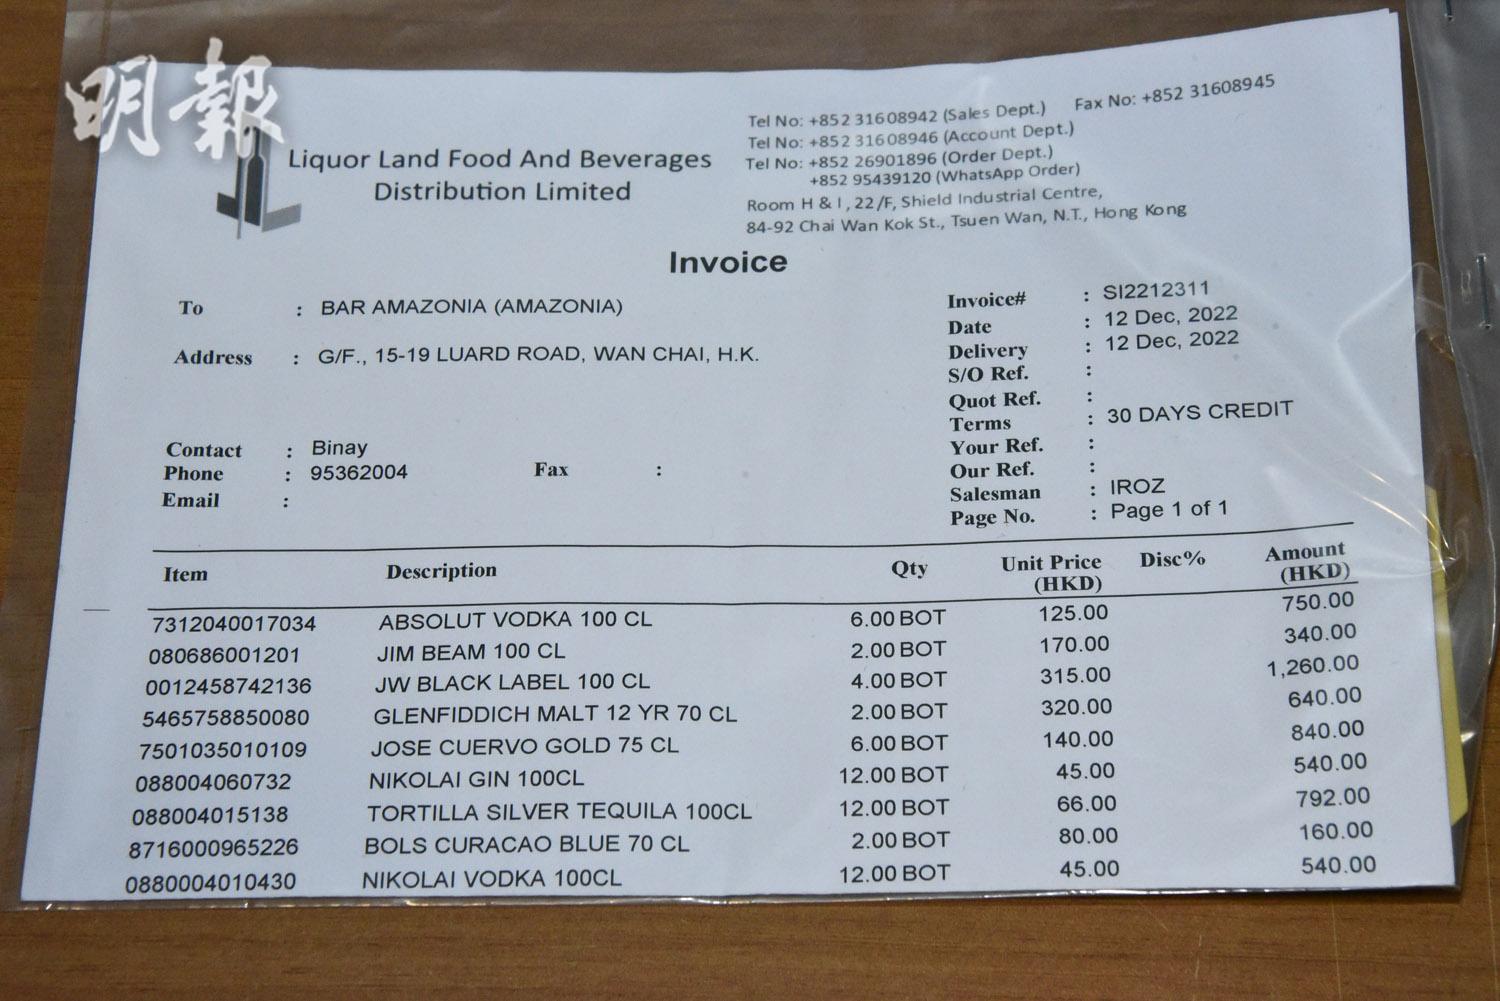 明報
Liquor Land Food And Beverages
Distribution Limited
Tel No: +852 31608942 (Sales Dept.) Fax No: +852 31608945
Tel No: +852 31608946 (Account Dept.)
Tel No: +852 26901896 (Order Dept.)
+852 95439120 (WhatsApp Order)
Room H & I, 22/F, Shield Industrial Centre,
84-92 Chai Wan Kok St., Tsuen Wan, N.T., Hong Kong
Invoice
To : BAR AMAZONIA (AMAZONIA)
Address : G/F., 15-19 LUARD ROAD, WAN CHAI, H.K.
Contact : Binay
Phone : 95362004 Fax :
Email :
Invoice# : SI2212311
Date : 12 Dec, 2022
Delivery : 12 Dec, 2022
S/O Ref. :
Quot Ref. :
Terms : 30 DAYS CREDIT
Your Ref. :
Our Ref. :
Salesman : IROZ
Page No. : Page 1 of 1
Item Description Qty Unit Price (HKD) Disc% Amount (HKD)
7312040017034 ABSOLUT VODKA 100 CL 6.00 BOT 125.00 750.00
080686001201 JIM BEAM 100 CL 2.00 BOT 170.00 340.00
0012458742136 JW BLACK LABEL 100 CL 4.00 BOT 315.00 1,260.00
5465758850080 GLENFIDDICH MALT 12 YR 70 CL 2.00 BOT 320.00 640.00
7501035010109 JOSE CUERVO GOLD 75 CL 6.00 BOT 140.00 840.00
088004060732 NIKOLAI GIN 100CL 12.00 BOT 45.00 540.00
088004015138 TORTILLA SILVER TEQUILA 100CL 12.00 BOT 66.00 792.00
8716000965226 BOLS CURACAO BLUE 70 CL 2.00 BOT 80.00 160.00
0880004010430 NIKOLAI VODKA 100CL 12.00 BOT 45.00 540.00